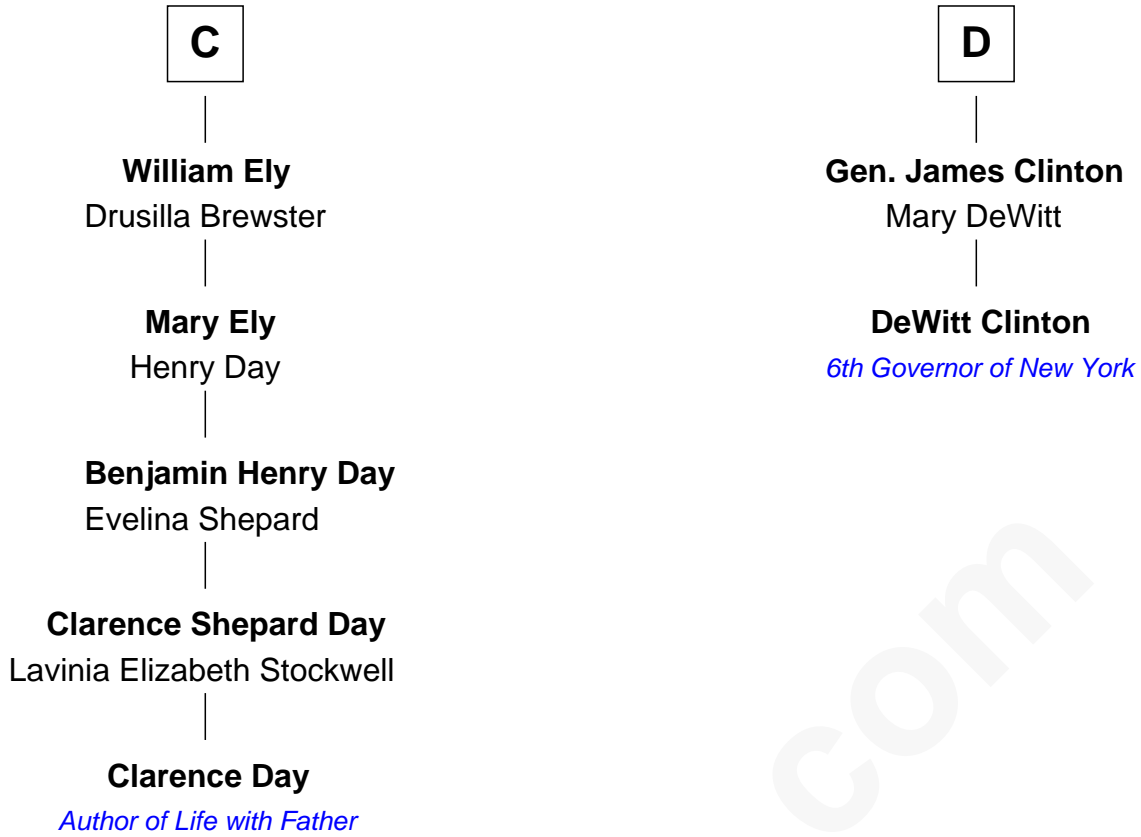 C
William Ely
Drusilla Brewster
Mary Ely
Henry Day
Benjamin Henry Day
Evelina Shepard
Clarence Shepard Day
Lavinia Elizabeth Stockwell
Clarence Day
Author of Life with Father
D
Gen. James Clinton
Mary DeWitt
DeWitt Clinton
6th Governor of New York
com